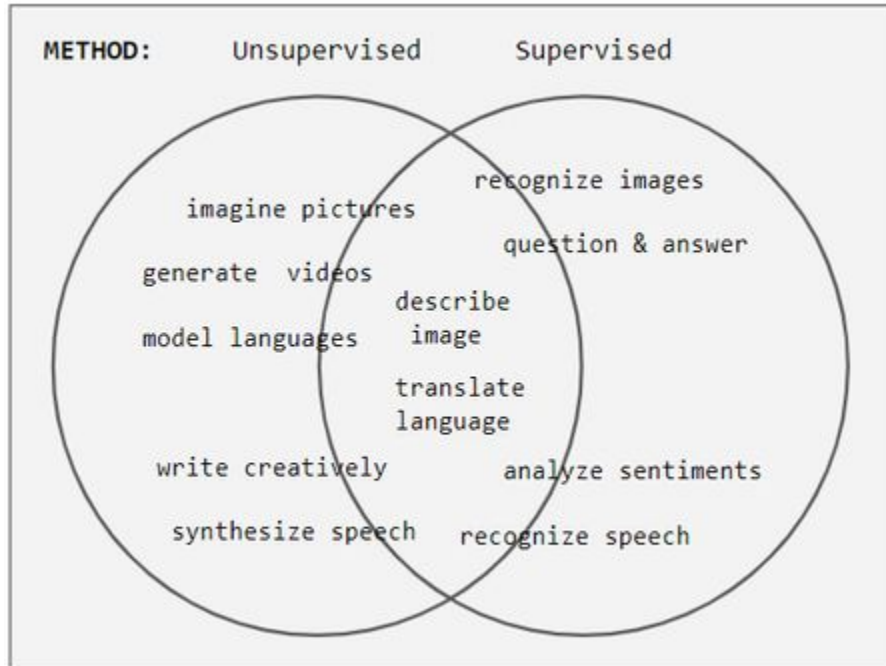 METHOD: Unsupervised Supervised
imagine pictures
generate videos
model languages
write creatively
synthesize speech
describe
image
translate
language
recognize images
question & answer
analyze sentiments
recognize speech